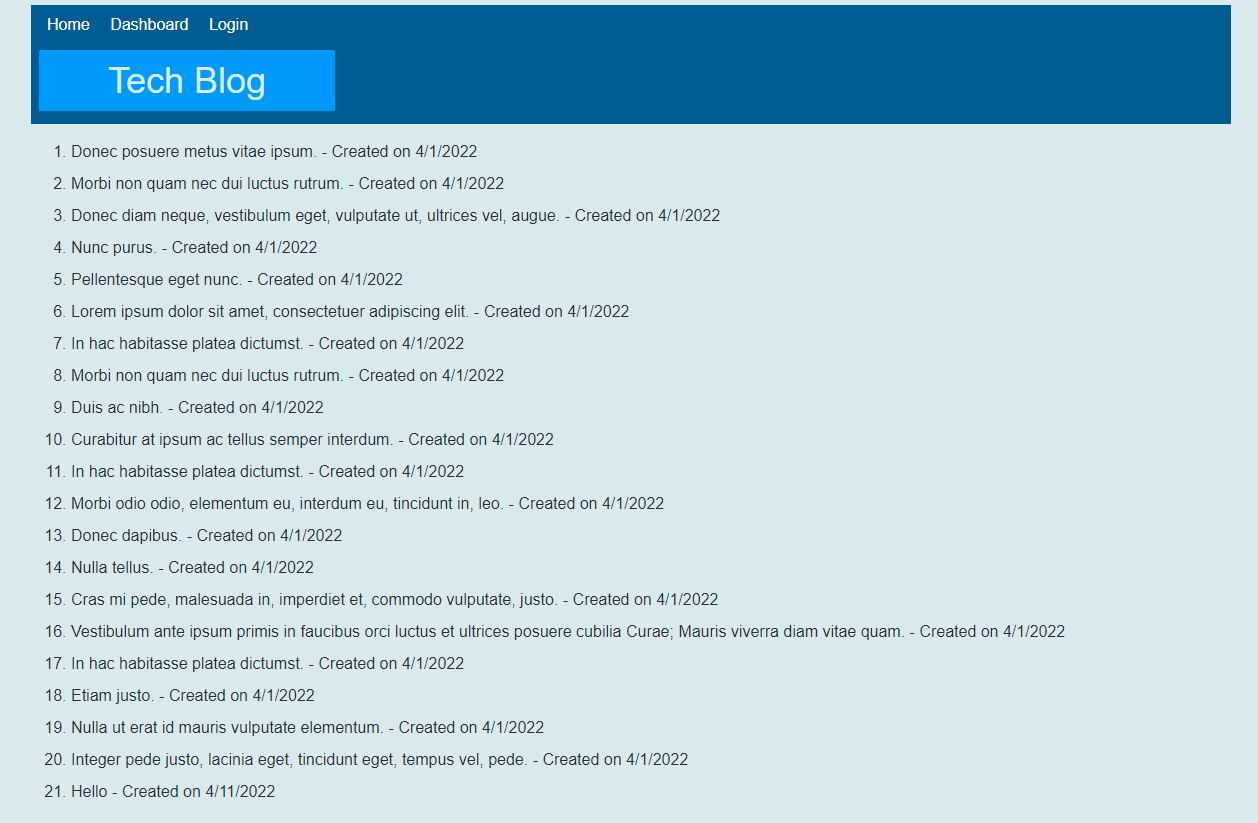 Home Dashboard Login
Tech Blog
1. Donec posuere metus vitae ipsum. - Created on 4/1/2022
2. Morbi non quam nec dui luctus rutrum. - Created on 4/1/2022
3. Donec diam neque, vestibulum eget, vulputate ut, ultrices vel, augue. - Created on 4/1/2022
4. Nunc purus. - Created on 4/1/2022
5. Pellentesque eget nunc. - Created on 4/1/2022
6. Lorem ipsum dolor sit amet, consectetuer adipiscing elit. - Created on 4/1/2022
7. In hac habitasse platea dictumst. - Created on 4/1/2022
8. Morbi non quam nec dui luctus rutrum. - Created on 4/1/2022
9. Duis ac nibh. - Created on 4/1/2022
10. Curabitur at ipsum ac tellus semper interdum. - Created on 4/1/2022
11. In hac habitasse platea dictumst. - Created on 4/1/2022
12. Morbi odio odio, elementum eu, interdum eu, tincidunt in, leo. - Created on 4/1/2022
13. Donec dapibus. - Created on 4/1/2022
14. Nulla tellus. - Created on 4/1/2022
15. Cras mi pede, malesuada in, imperdiet et, commodo vulputate, justo. - Created on 4/1/2022
16. Vestibulum ante ipsum primis in faucibus orci luctus et ultrices posuere cubilia Curae; Mauris viverra diam vitae quam. - Created on 4/1/2022
17. In hac habitasse platea dictumst. - Created on 4/1/2022
18. Etiam justo. - Created on 4/1/2022
19. Nulla ut erat id mauris vulputate elementum. - Created on 4/1/2022
20. Integer pede justo, lacinia eget, tincidunt eget, tempus vel, pede. - Created on 4/1/2022
21. Hello - Created on 4/11/2022